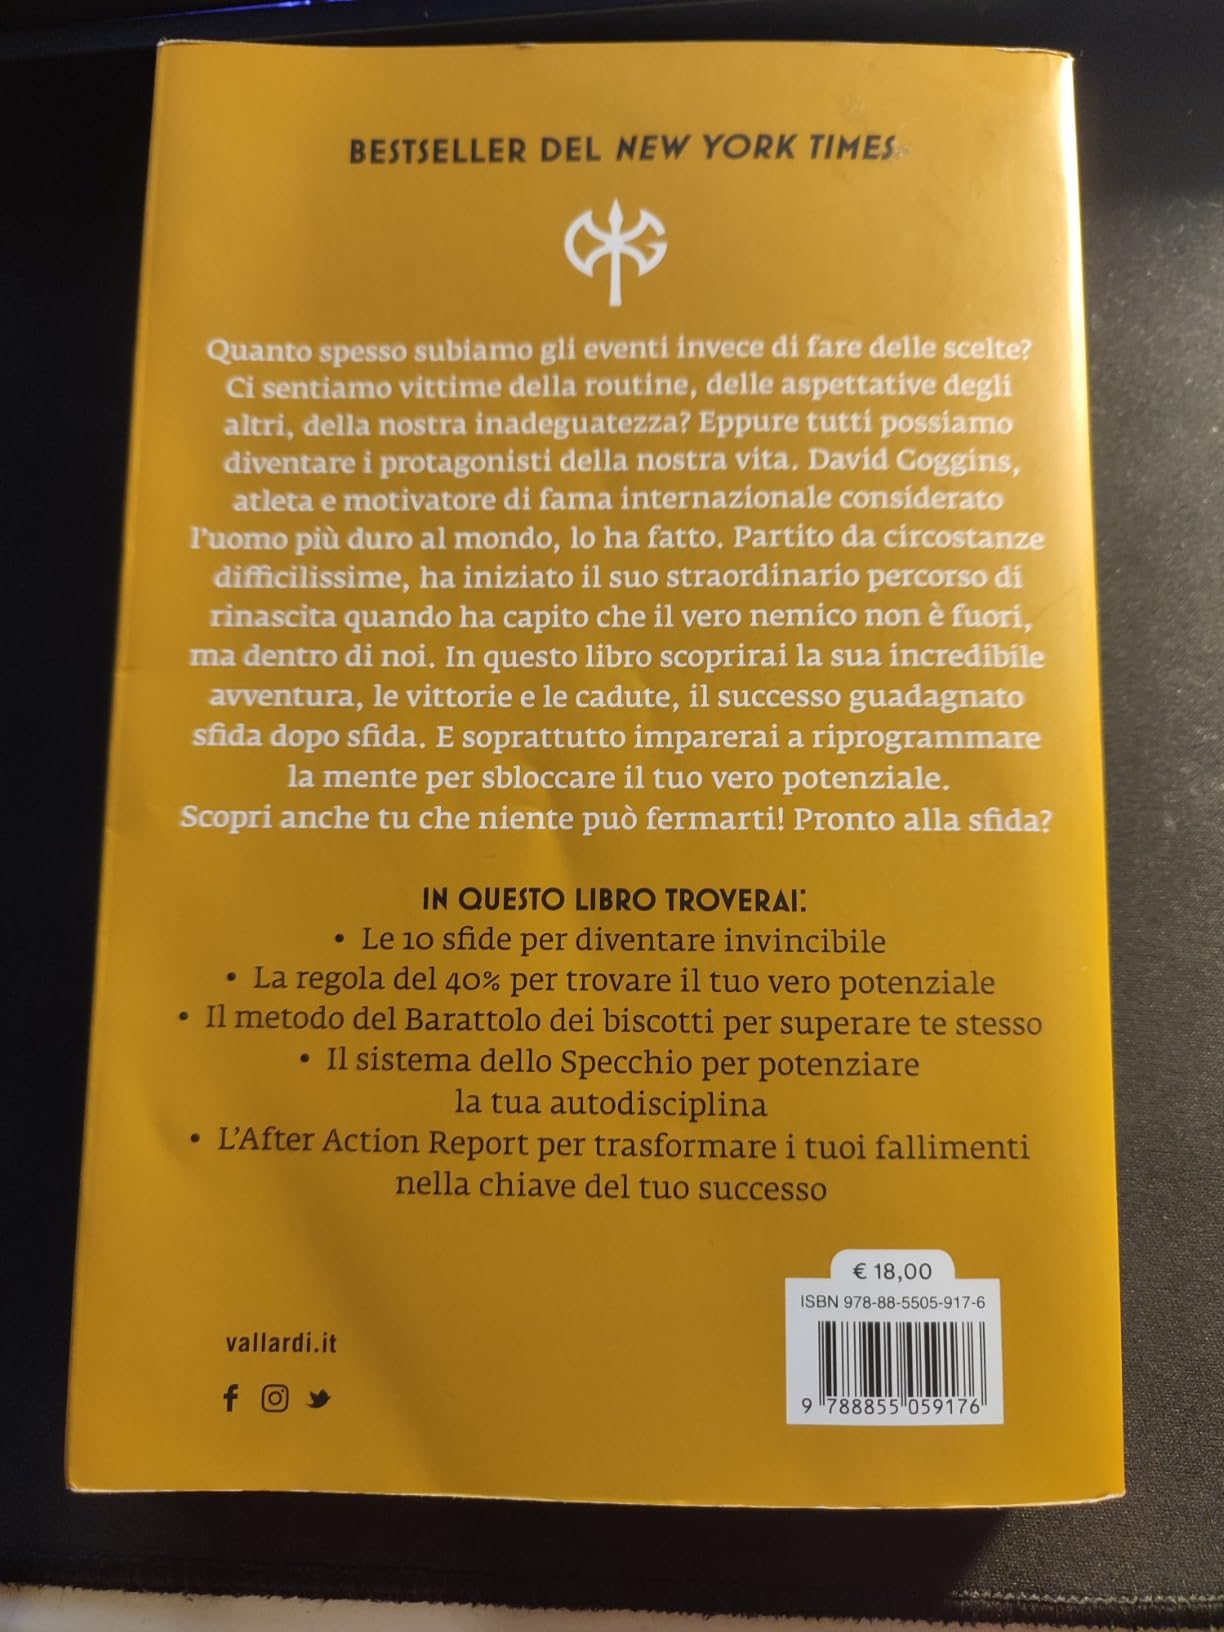 BESTSELLER DEL NEW YORK TIMES
Quanto spesso subiamo gli eventi invece di fare delle scelte?
Ci sentiamo vittime della routine, delle aspettative degli
altri, della nostra inadeguatezza? Eppure tutti possiamo
diventare i protagonisti della nostra vita. David Goggins,
atleta e motivatore di fama internazionale considerato
l'uomo più duro al mondo, lo ha fatto. Partito da circostanze
difficilissime, ha iniziato il suo straordinario percorso di
rinascita quando ha capito che il vero nemico non è fuori,
ma dentro di noi. In questo libro scoprirai la sua incredibile
avventura, le vittorie e le cadute, il successo guadagnato
sfida dopo sfida. E soprattutto imparerai a riprogrammare
la mente per sbloccare il tuo vero potenziale.
Scopri anche tu che niente può fermarti! Pronto alla sfida?
IN QUESTO LIBRO TROVERAI:
• Le 10 sfide per diventare invincibile
• La regola del 40% per trovare il tuo vero potenziale
• Il metodo del Barattolo dei biscotti per superare te stesso
• Il sistema dello Specchio per potenziare
la tua autodisciplina
• L'After Action Report per trasformare i tuoi fallimenti
nella chiave del tuo successo
€ 18,00
ISBN 978-88-5505-917-6
9 788855 059176
vallardi.it